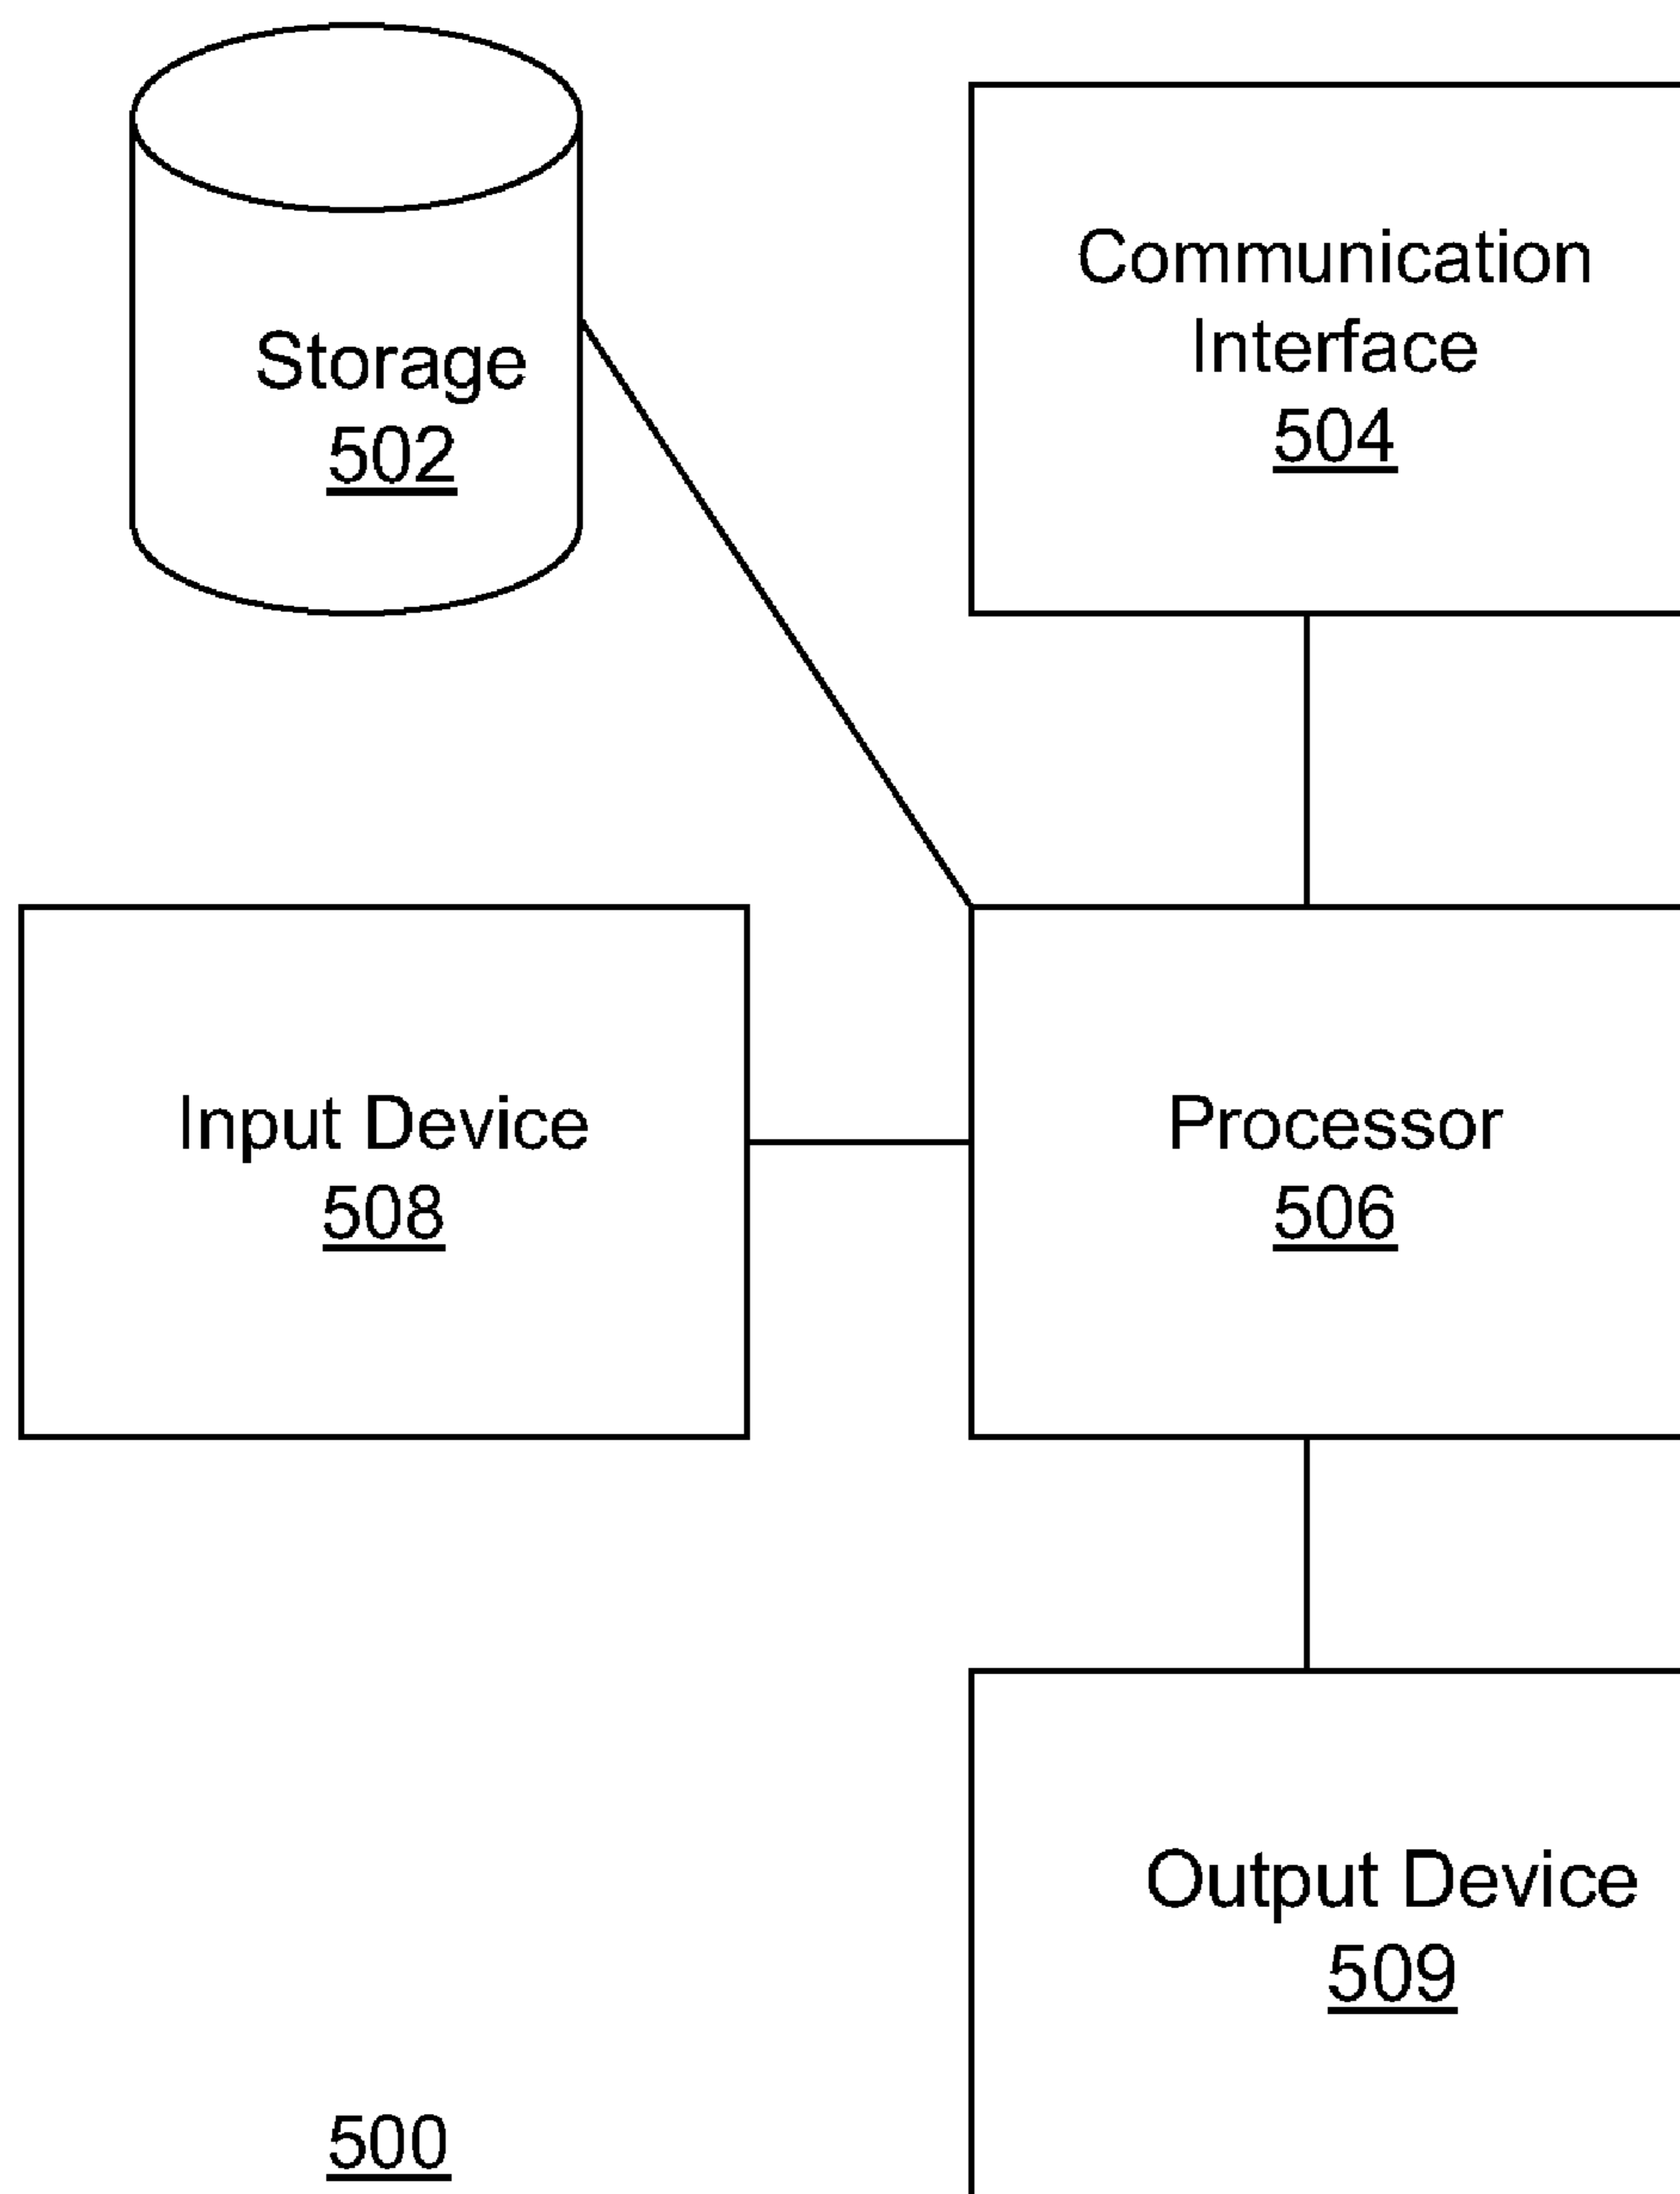 Storage
502
Communication
Interface
504
Input Device
508
Processor
506
Output Device
509
500